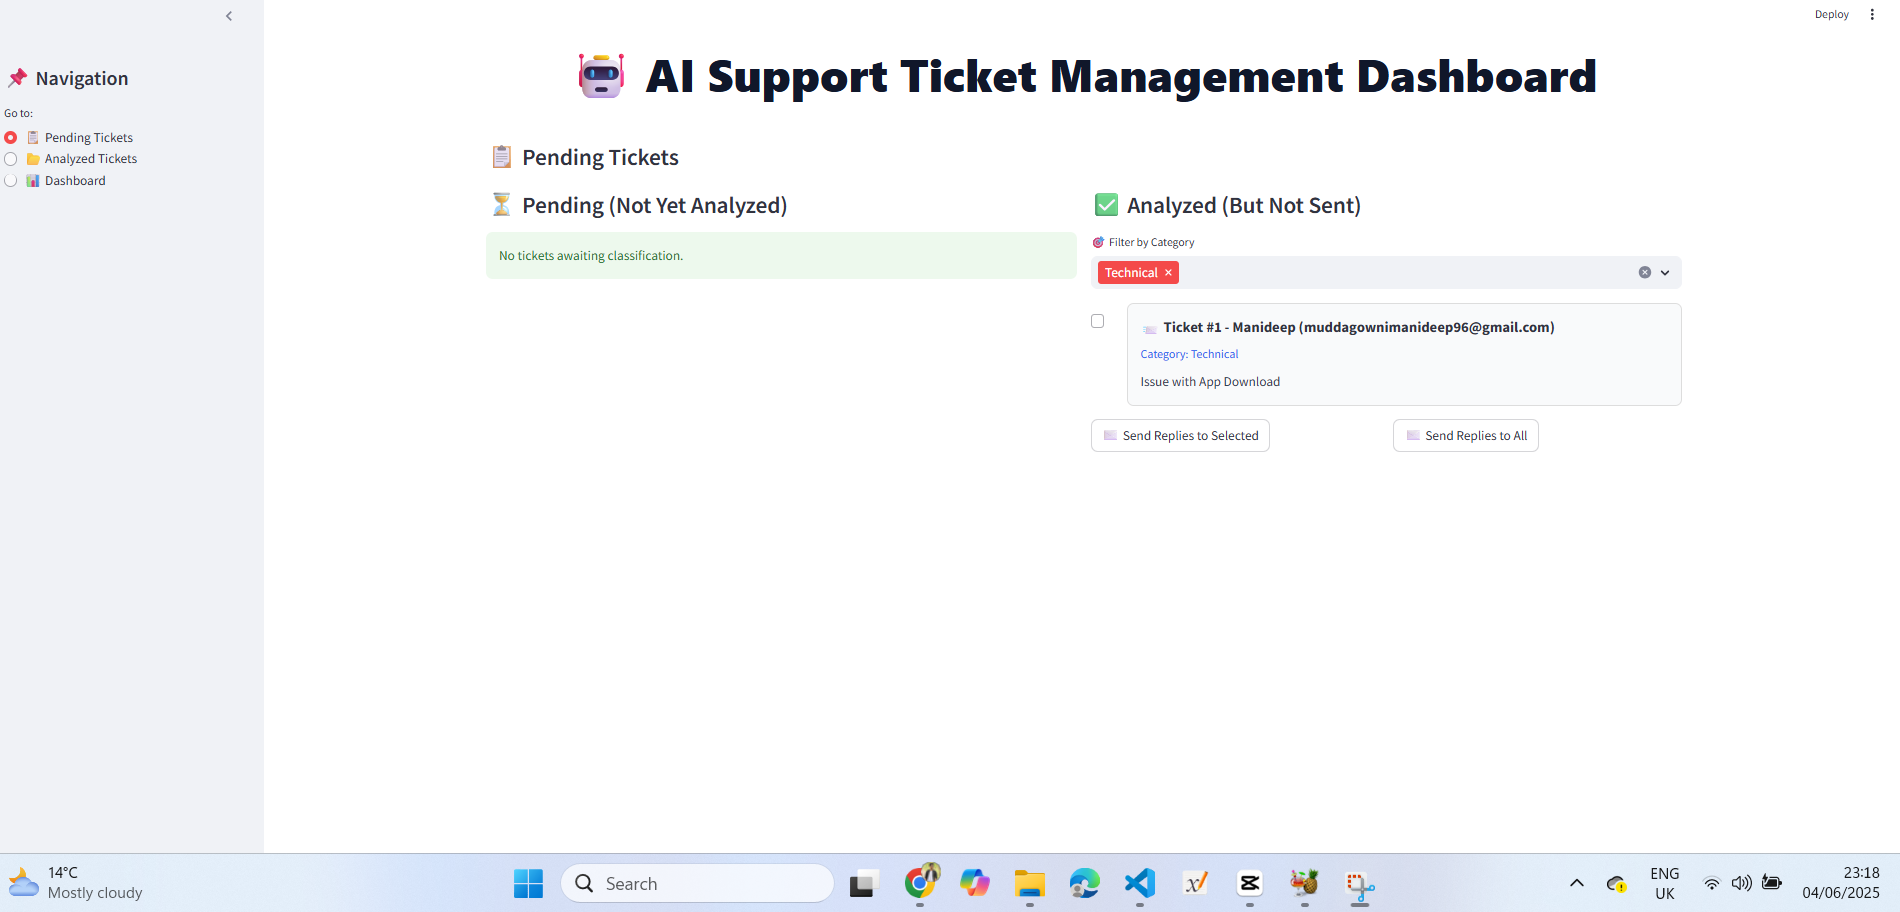 Deploy
Navigation
Go to:
Pending Tickets
Analyzed Tickets
Dashboard
AI Support Ticket Management Dashboard
Pending Tickets
Pending (Not Yet Analyzed)
No tickets awaiting classification.
Analyzed (But Not Sent)
Filter by Category
Technical
Ticket #1 - Manideep (muddagownimanideep96@gmail.com)
Category: Technical
Issue with App Download
Send Replies to Selected
Send Replies to All
14°C
Mostly cloudy
Search
ENG
UK
23:18
04/06/2025